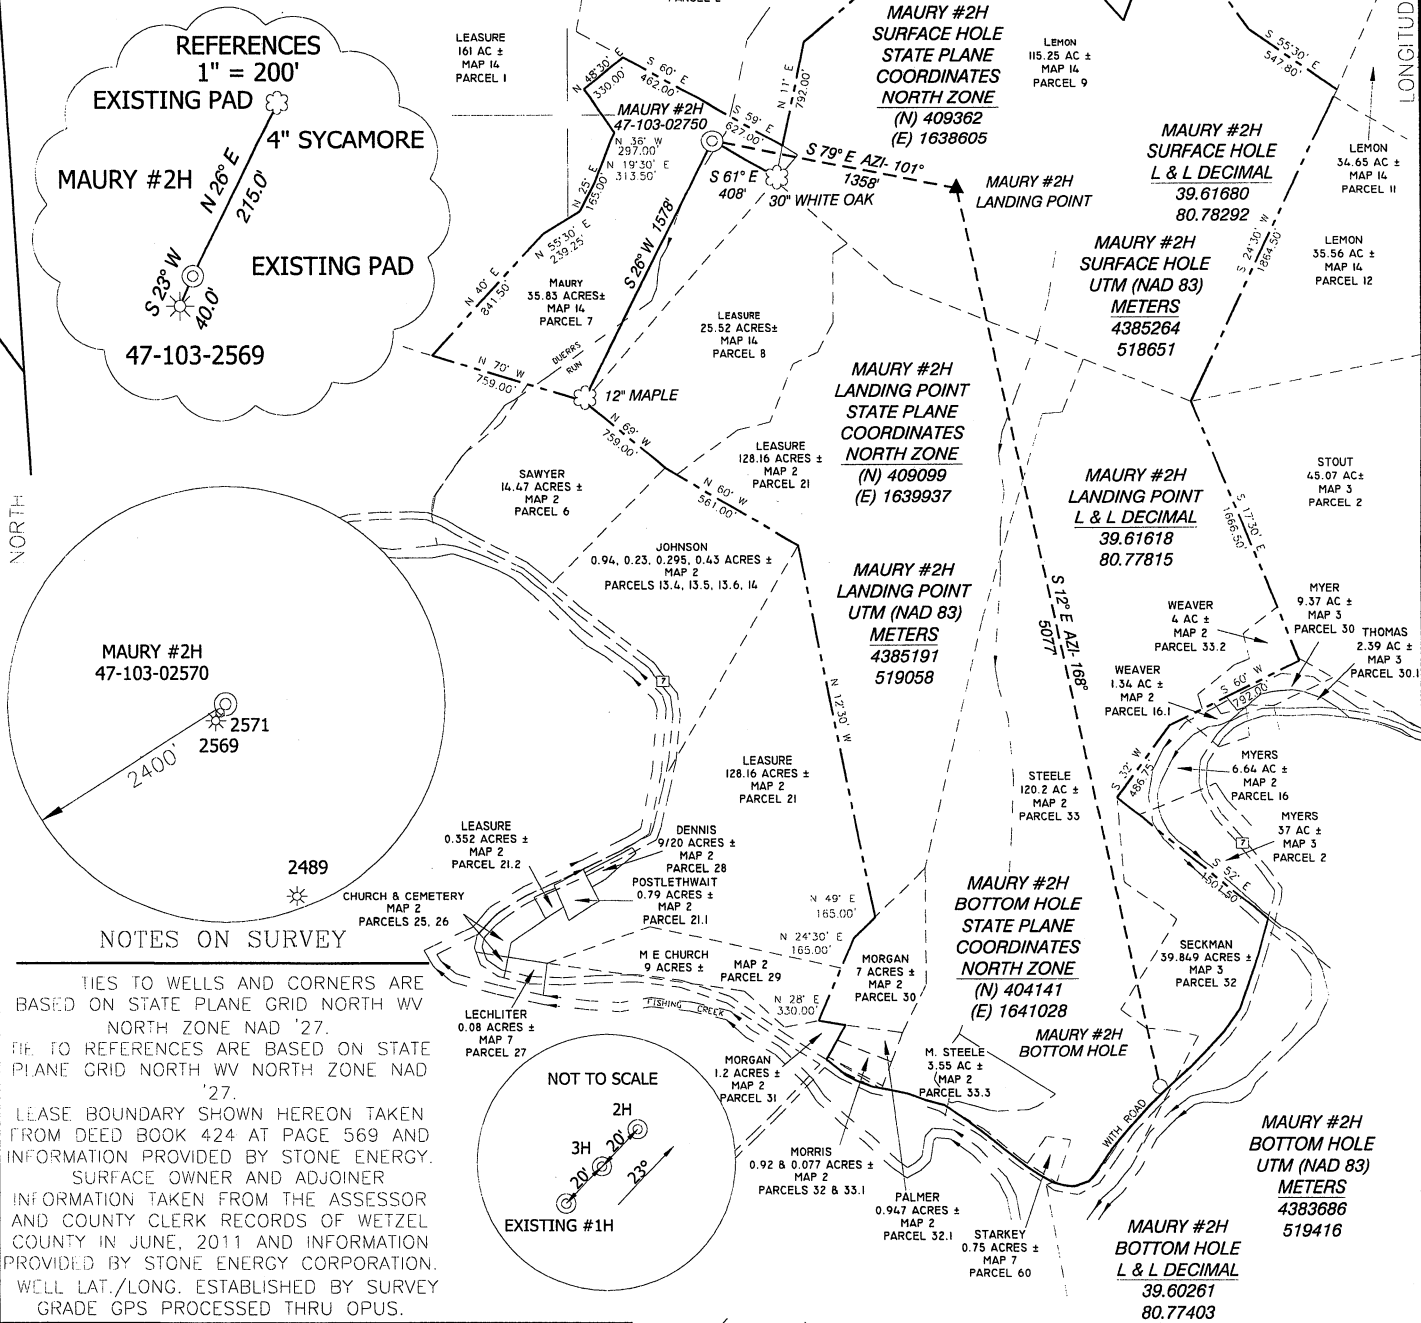 REFERENCES
1" = 200'
EXISTING PAD
4" SYCAMORE
MAURY #2H
N 26° E
215.0'
EXISTING PAD
S 23° W
40.0'
47-103-2569
NORTH
MAURY #2H
47-103-02570
2571
2569
2400'
2489
NOTES ON SURVEY
TIES TO WELLS AND CORNERS ARE
BASED ON STATE PLANE GRID NORTH WV
NORTH ZONE NAD '27.
TIE TO REFERENCES ARE BASED ON STATE
PLANE GRID NORTH WV NORTH ZONE NAD
'27.
LEASE BOUNDARY SHOWN HEREON TAKEN
FROM DEED BOOK 424 AT PAGE 569 AND
INFORMATION PROVIDED BY STONE ENERGY.
SURFACE OWNER AND ADJOINER
INFORMATION TAKEN FROM THE ASSESSOR
AND COUNTY CLERK RECORDS OF WETZEL
COUNTY IN JUNE, 2011 AND INFORMATION
PROVIDED BY STONE ENERGY CORPORATION.
WELL LAT./LONG. ESTABLISHED BY SURVEY
GRADE GPS PROCESSED THRU OPUS.
LEASURE
161 AC ±
MAP 14
PARCEL 1
N 48°30' E
330.00'
S 60° E
462.00'
MAURY #2H
47-103-02750
S 59° E
627.00'
N 11° E
792.00'
N 36° W
297.00'
N 19°30' E
313.50'
N 25° E
165.00'
N 55°30' E
239.25'
N 40° E
841.50'
S 61° E
408'
30" WHITE OAK
S 79° E AZI- 101°
1358'
MAURY #2H
LANDING POINT
S 26° W 1578'
MAURY
35.83 ACRES±
MAP 14
PARCEL 7
DUERRS
RUN
N 70° W
759.00'
12" MAPLE
LEASURE
25.52 ACRES±
MAP 14
PARCEL 8
N 69° W
759.00'
SAWYER
14.47 ACRES ±
MAP 2
PARCEL 6
LEASURE
128.16 ACRES ±
MAP 2
PARCEL 21
N 60° W
561.00'
JOHNSON
0.94, 0.23, 0.295, 0.43 ACRES ±
MAP 2
PARCELS 13.4, 13.5, 13.6, 14
7
N 12°30' W
LEASURE
128.16 ACRES ±
MAP 2
PARCEL 21
LEASURE
0.352 ACRES ±
MAP 2
PARCEL 21.2
DENNIS
9/20 ACRES ±
MAP 2
PARCEL 28
POSTLETHWAIT
0.79 ACRES ±
MAP 2
PARCEL 21.1
CHURCH & CEMETERY
MAP 2
PARCELS 25, 26
M E CHURCH
9 ACRES ±
MAP 2
PARCEL 29
FISHING CREEK
LECHLITER
0.08 ACRES ±
MAP 7
PARCEL 27
N 49° E
165.00'
N 24°30' E
165.00'
N 28° E
330.00'
MORGAN
7 ACRES ±
MAP 2
PARCEL 30
MORGAN
1.2 ACRES ±
MAP 2
PARCEL 31
MORRIS
0.92 & 0.077 ACRES ±
MAP 2
PARCELS 32 & 33.1
PALMER
0.947 ACRES ±
MAP 2
PARCEL 32.1
M. STEELE
3.55 AC ±
MAP 2
PARCEL 33.3
STARKEY
0.75 ACRES ±
MAP 7
PARCEL 60
WITH ROAD
NOT TO SCALE
2H
20'
3H
20'
23°
EXISTING #1H
MAURY #2H
SURFACE HOLE
STATE PLANE
COORDINATES
NORTH ZONE
(N) 409362
(E) 1638605
LEMON
115.25 AC ±
MAP 14
PARCEL 9
S 55°30' E
547.80'
LONGITUD
MAURY #2H
SURFACE HOLE
L & L DECIMAL
39.61680
80.78292
LEMON
34.65 AC ±
MAP 14
PARCEL 11
MAURY #2H
SURFACE HOLE
UTM (NAD 83)
METERS
4385264
518651
S 24°30' W
1864.50'
LEMON
35.56 AC ±
MAP 14
PARCEL 12
MAURY #2H
LANDING POINT
STATE PLANE
COORDINATES
NORTH ZONE
(N) 409099
(E) 1639937
MAURY #2H
LANDING POINT
L & L DECIMAL
39.61618
80.77815
S 17°30' E
1666.50'
STOUT
45.07 AC±
MAP 3
PARCEL 2
MAURY #2H
LANDING POINT
UTM (NAD 83)
METERS
4385191
519058
S 12° E AZI- 168°
5077'
WEAVER
4 AC ±
MAP 2
PARCEL 33.2
MYER
9.37 AC ±
MAP 3
PARCEL 30
THOMAS
2.39 AC ±
MAP 3
PARCEL 30.1
WEAVER
1.34 AC ±
MAP 2
PARCEL 16.1
S 60° W
792.00'
S 32° W
486.75'
STEELE
120.2 AC ±
MAP 2
PARCEL 33
MYERS
6.64 AC ±
MAP 2
PARCEL 16
7
MYERS
37 AC ±
MAP 3
PARCEL 2
S 52° E
1501.50'
MAURY #2H
BOTTOM HOLE
STATE PLANE
COORDINATES
NORTH ZONE
(N) 404141
(E) 1641028
MAURY #2H
BOTTOM HOLE
SECKMAN
39.849 ACRES ±
MAP 3
PARCEL 32
MAURY #2H
BOTTOM HOLE
UTM (NAD 83)
METERS
4383686
519416
MAURY #2H
BOTTOM HOLE
L & L DECIMAL
39.60261
80.77403